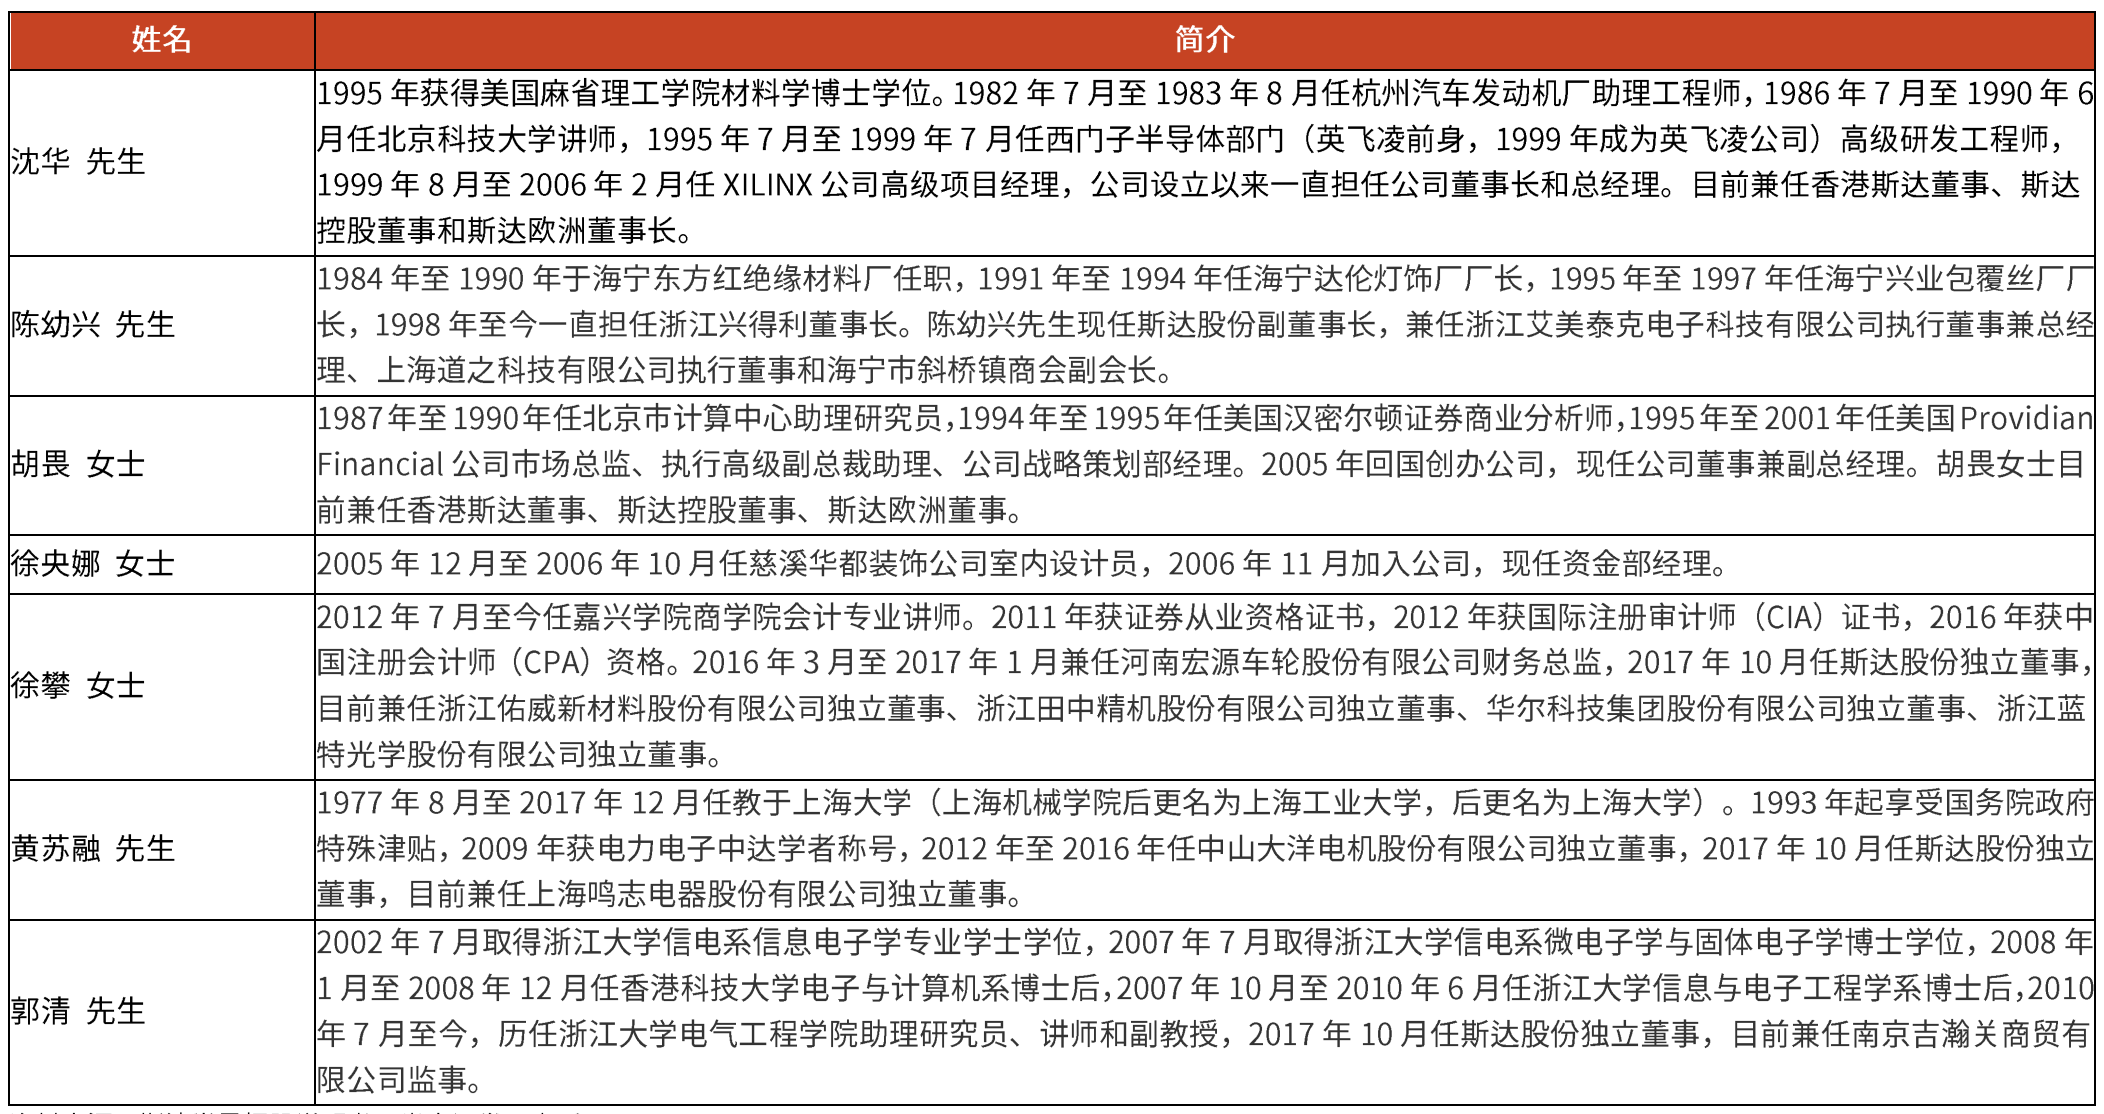 姓名
简介
沈华 先生
1995 年获得美国麻省理工学院材料学博士学位。1982 年 7 月至 1983 年 8 月任杭州汽车发动机厂助理工程师，1986 年 7 月至 1990 年 6
月任北京科技大学讲师，1995 年 7 月至 1999 年 7 月任西门子半导体部门（英飞凌前身，1999 年成为英飞凌公司）高级研发工程师，
1999 年 8 月至 2006 年 2 月任 XILINX 公司高级项目经理，公司设立以来一直担任公司董事长和总经理。目前兼任香港斯达董事、斯达
控股董事和斯达欧洲董事长。
陈幼兴 先生
1984 年至 1990 年于海宁东方红绝缘材料厂任职，1991 年至 1994 年任海宁达伦灯饰厂厂长，1995 年至 1997 年任海宁兴业包覆丝厂厂
长，1998 年至今一直担任浙江兴得利董事长。陈幼兴先生现任斯达股份副董事长，兼任浙江艾美泰克电子科技有限公司执行董事兼总经
理、上海道之科技有限公司执行董事和海宁市斜桥镇商会副会长。
胡畏 女士
1987 年至 1990 年任北京市计算中心助理研究员，1994 年至 1995 年任美国汉密尔顿证券商业分析师，1995 年至 2001 年任美国 Providian
Financial 公司市场总监、执行高级副总裁助理、公司战略策划部经理。2005 年回国创办公司，现任公司董事兼副总经理。胡畏女士目
前兼任香港斯达董事、斯达控股董事、斯达欧洲董事。
徐央娜 女士
2005 年 12 月至 2006 年 10 月任慈溪华都装饰公司室内设计员，2006 年 11 月加入公司，现任资金部经理。
徐攀 女士
2012 年 7 月至今任嘉兴学院商学院会计专业讲师。2011 年获证券从业资格证书，2012 年获国际注册审计师（CIA）证书，2016 年获中
国注册会计师（CPA）资格。2016 年 3 月至 2017 年 1 月兼任河南宏源车轮股份有限公司财务总监，2017 年 10 月任斯达股份独立董事，
目前兼任浙江佑威新材料股份有限公司独立董事、浙江田中精机股份有限公司独立董事、华尔科技集团股份有限公司独立董事、浙江蓝
特光学股份有限公司独立董事。
黄苏融 先生
1977 年 8 月至 2017 年 12 月任教于上海大学（上海机械学院后更名为上海工业大学，后更名为上海大学）。1993 年起享受国务院政府
特殊津贴，2009 年获电力电子中达学者称号，2012 年至 2016 年任中山大洋电机股份有限公司独立董事，2017 年 10 月任斯达股份独立
董事，目前兼任上海鸣志电器股份有限公司独立董事。
郭清 先生
2002 年 7 月取得浙江大学信电系信息电子学专业学士学位，2007 年 7 月取得浙江大学信电系微电子学与固体电子学博士学位，2008 年
1 月至 2008 年 12 月任香港科技大学电子与计算机系博士后，2007 年 10 月至 2010 年 6 月任浙江大学信息与电子工程学系博士后，2010
年 7 月至今，历任浙江大学电气工程学院助理研究员、讲师和副教授，2017 年 10 月任斯达股份独立董事，目前兼任南京吉瀚关商贸有
限公司监事。